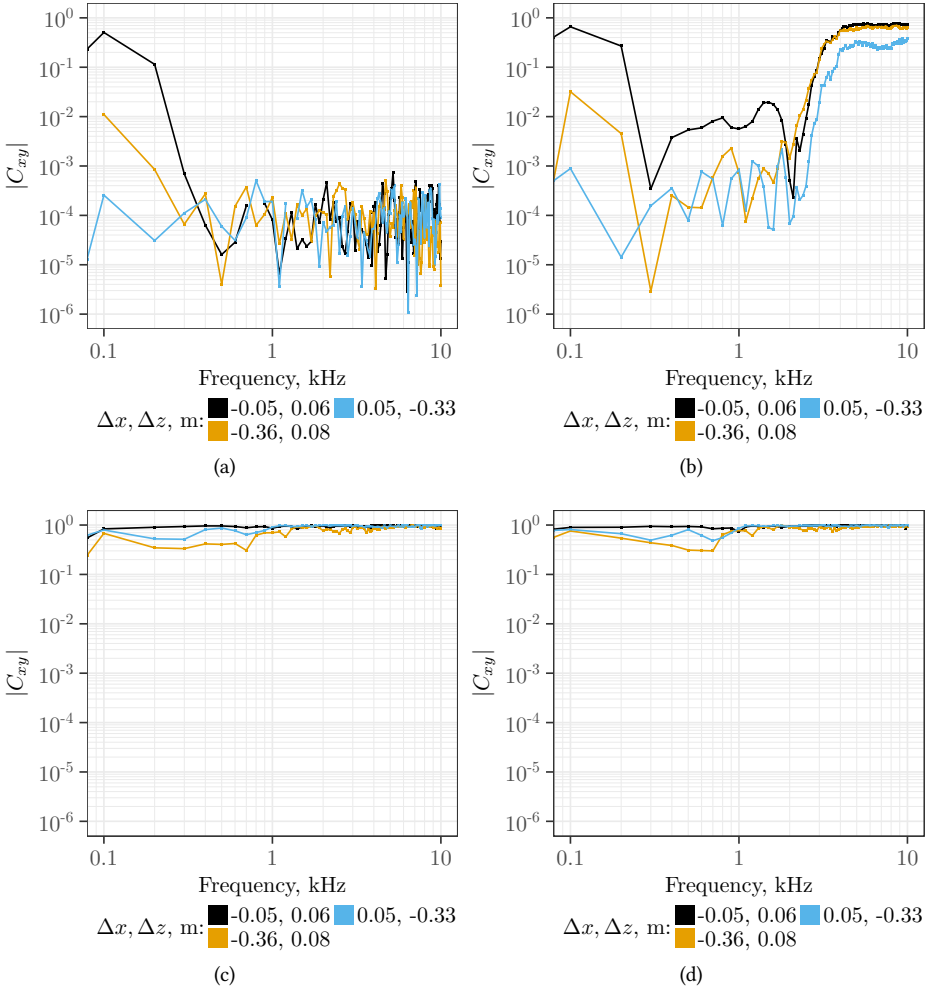 10^0
10^-1
10^-2
10^-3
10^-4
10^-5
10^-6
|C_xy|
0.1 1 10
Frequency, kHz
Δx, Δz, m: -0.05, 0.06 0.05, -0.33
-0.36, 0.08
(a)
10^0
10^-1
10^-2
10^-3
10^-4
10^-5
10^-6
|C_xy|
0.1 1 10
Frequency, kHz
Δx, Δz, m: -0.05, 0.06 0.05, -0.33
-0.36, 0.08
(b)
10^0
10^-1
10^-2
10^-3
10^-4
10^-5
10^-6
|C_xy|
0.1 1 10
Frequency, kHz
Δx, Δz, m: -0.05, 0.06 0.05, -0.33
-0.36, 0.08
(c)
10^0
10^-1
10^-2
10^-3
10^-4
10^-5
10^-6
|C_xy|
0.1 1 10
Frequency, kHz
Δx, Δz, m: -0.05, 0.06 0.05, -0.33
-0.36, 0.08
(d)